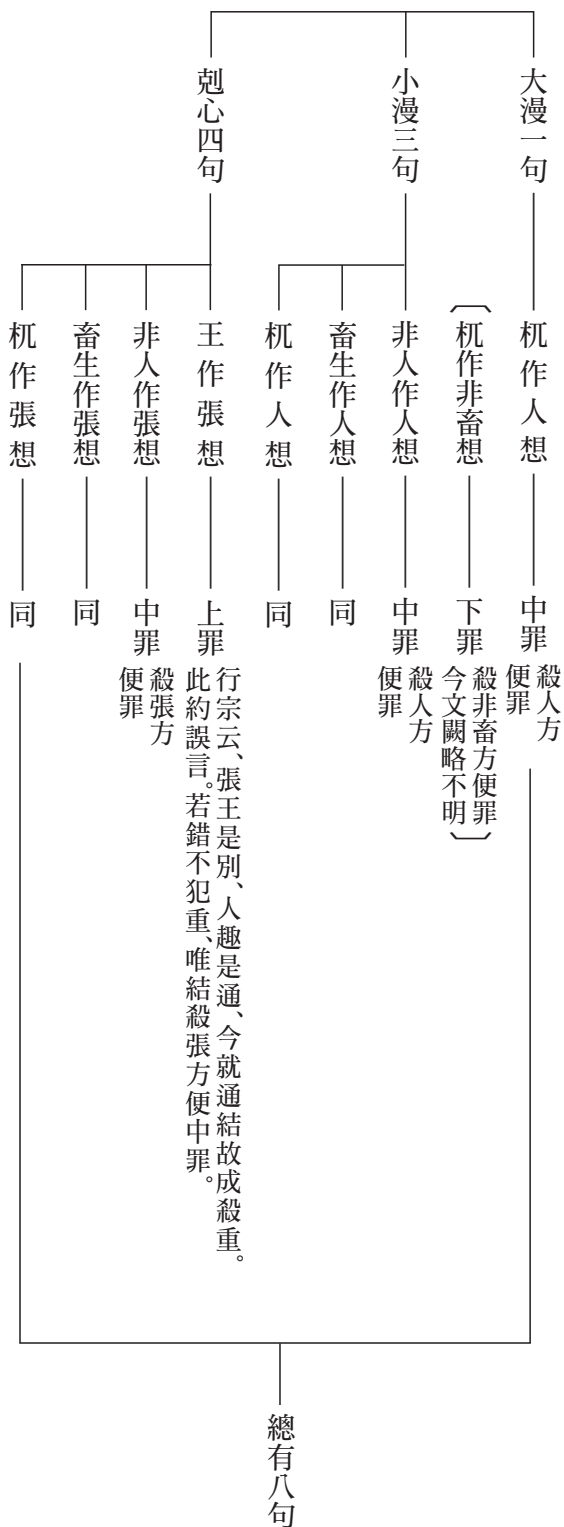 大漫一句
小漫三句
剋心四句
杌作人想
〔杌作非畜想
非人作人想
畜生作人想
杌作人想
王作張想
非人作張想
畜生作張想
杌作張想
中罪
殺人方
便罪
下罪
殺非畜方便罪
今文闕略不明〕
中罪
殺人方
便罪
同
同
上罪
行宗云、張王是別、人趣是通、今就通結故成殺重。
此約誤言。若錯不犯重、唯結殺張方便中罪。
中罪
殺張方
便罪
同
同
總有八句